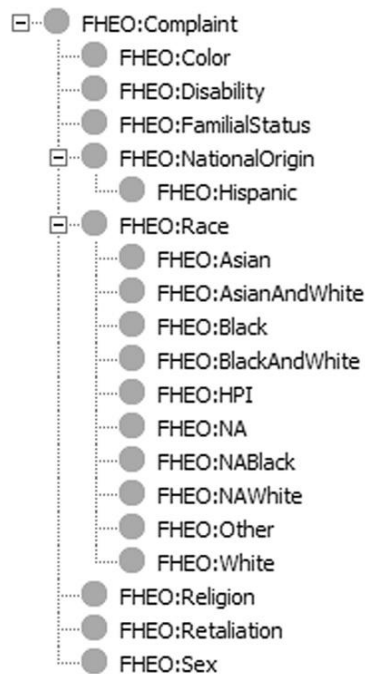 FHEO:Complaint
FHEO:Color
FHEO:Disability
FHEO:FamilialStatus
FHEO:NationalOrigin
FHEO:Hispanic
FHEO:Race
FHEO:Asian
FHEO:AsianAndWhite
FHEO:Black
FHEO:BlackAndWhite
FHEO:HPI
FHEO:NA
FHEO:NABlack
FHEO:NAWhite
FHEO:Other
FHEO:White
FHEO:Religion
FHEO:Retaliation
FHEO:Sex